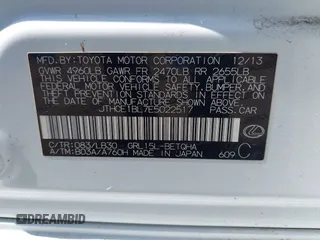 MFD.BY:TOYOTA MOTOR CORPORATION 12/13
GVWR 4960LB GAWR FR 2470LB RR 2655LB
THIS VEHICLE CONFORMS TO ALL APPLICABLE
FEDERAL MOTOR VEHICLE SAFETY, BUMPER, AND
THEFT PREVENTION STANDARDS IN EFFECT ON
THE DATE OF MANUFACTURE SHOWN ABOVE.
JTHCE1BL7E5022517 PASS.CAR
C/TR:083/LB30 GRL15L-BETQHA
A/TM:B03A/A760H MADE IN JAPAN 609 C
AUTOBIDMASTER